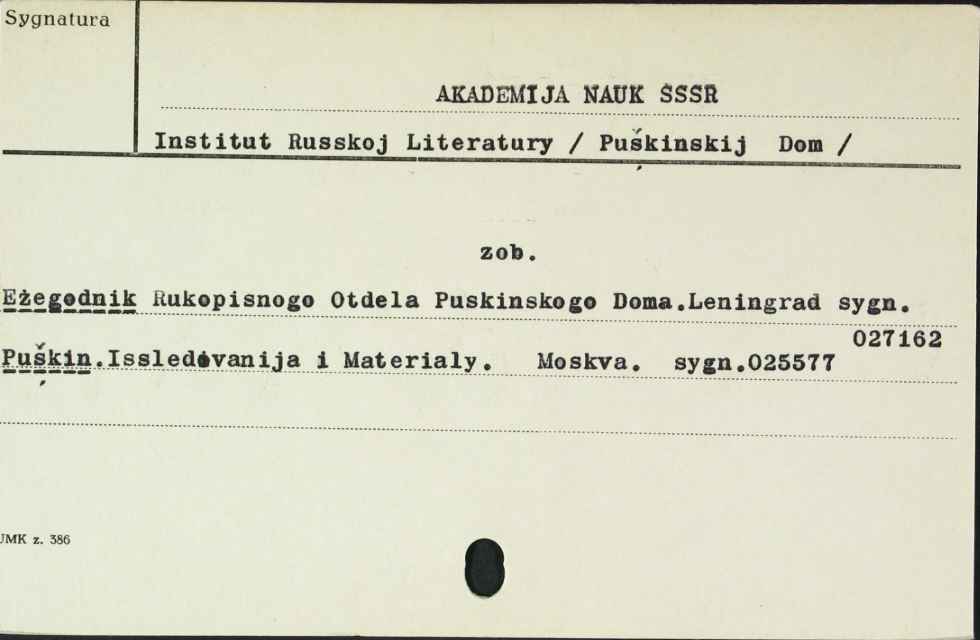 Sygnatura
AKADEMIJA NAUK SSSR
Institut Russkoj Literatury / Puškinskij Dom /
zob.
Eżegodnik Rukopisnogo Otdela Puskinskogo Doma.Leningrad sygn.
027162
Puškin.Issledovanija i Materialy. Moskva. sygn.025577
JMK z. 386